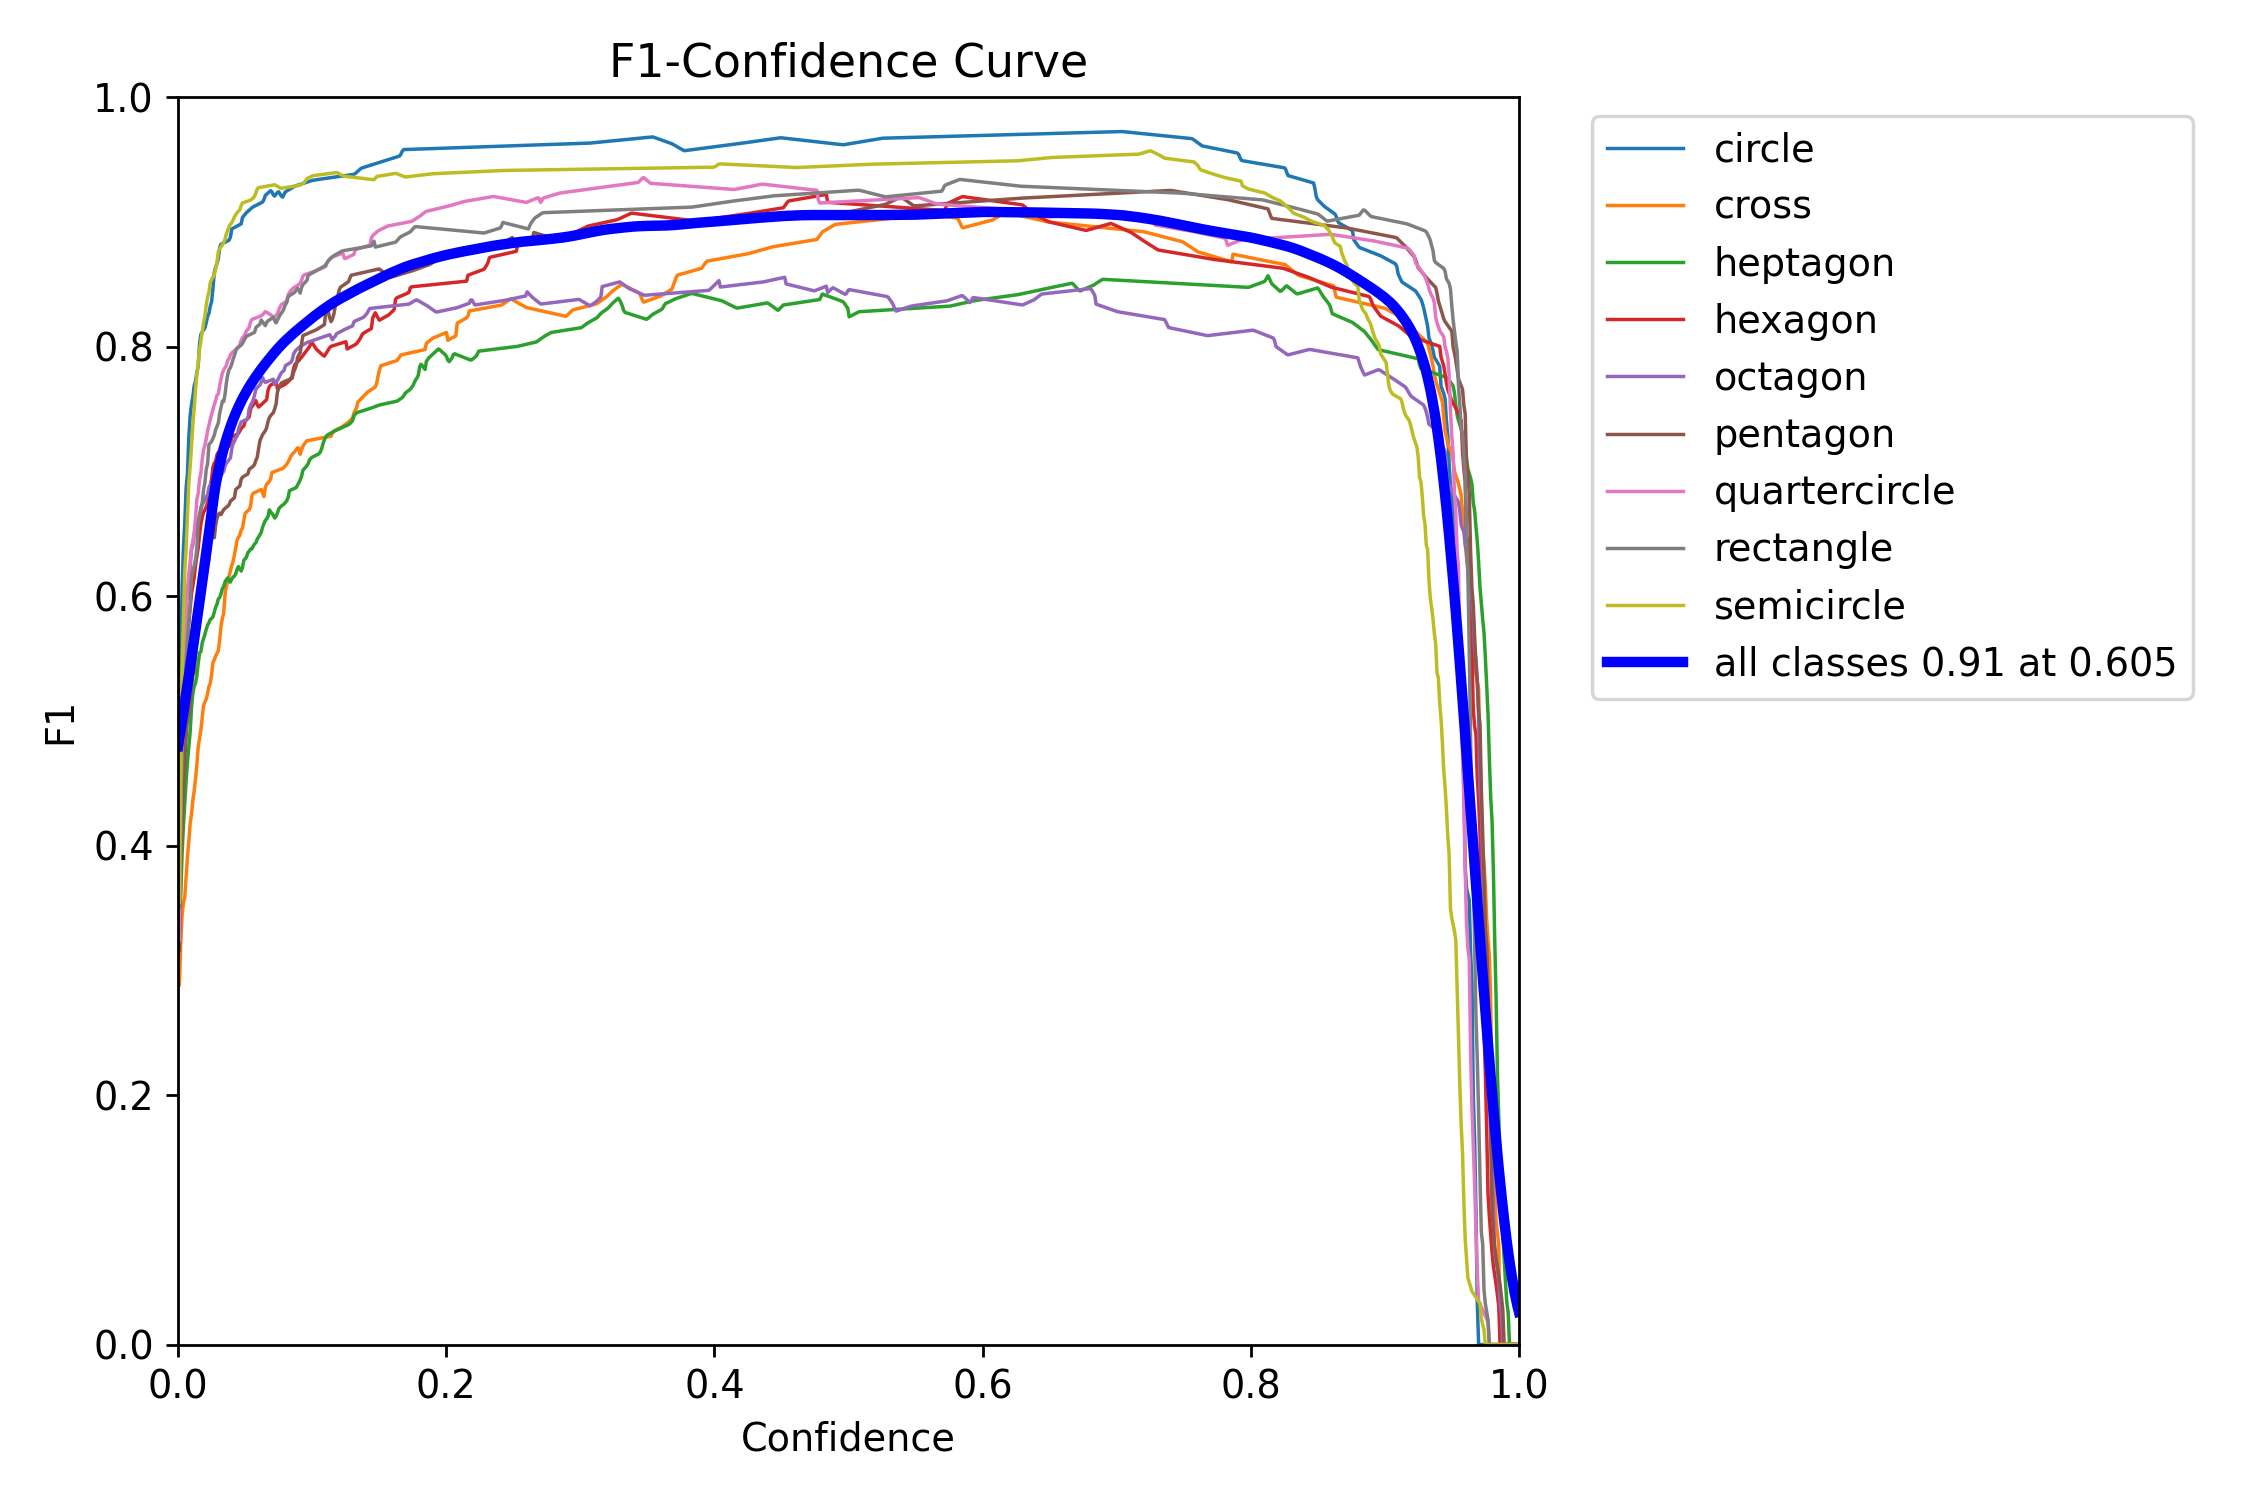 F1-Confidence Curve
1.0
0.8
0.6
0.4
0.2
0.0
F1
0.0 0.2 0.4 0.6 0.8 1.0
Confidence
circle
cross
heptagon
hexagon
octagon
pentagon
quartercircle
rectangle
semicircle
all classes 0.91 at 0.605